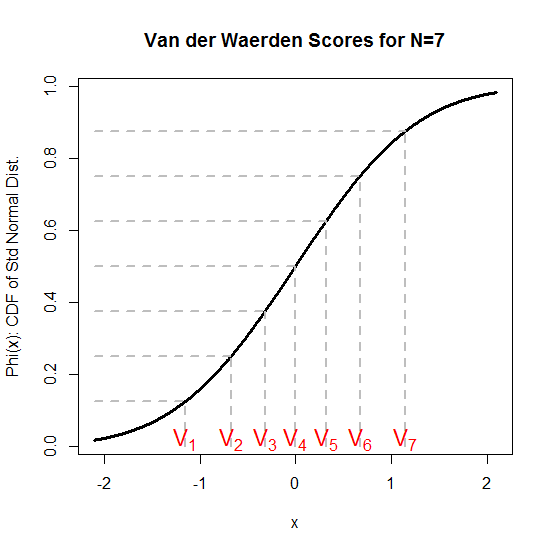 Van der Waerden Scores for N=7
Phi(x): CDF of Std Normal Dist.
1.0
0.8
0.6
0.4
0.2
0.0
V1 V2 V3 V4 V5 V6 V7
-2 -1 0 1 2
x